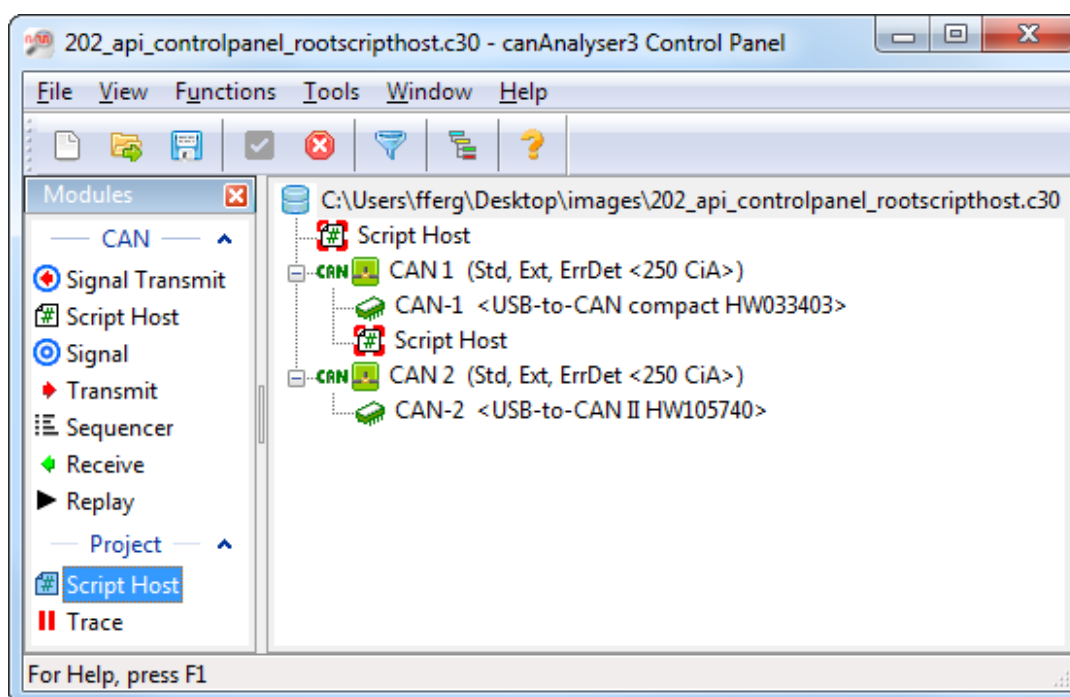 202_api_controlpanel_rootscripthost.c30 - canAnalyser3 Control Panel
File View Functions Tools Window Help
Modules
CAN
Signal Transmit
Script Host
Signal
Transmit
Sequencer
Receive
Replay
Project
Script Host
Trace
C:\Users\fferg\Desktop\images\202_api_controlpanel_rootscripthost.c30
Script Host
CAN CAN 1 (Std, Ext, ErrDet <250 CiA>)
CAN-1 <USB-to-CAN compact HW033403>
Script Host
CAN CAN 2 (Std, Ext, ErrDet <250 CiA>)
CAN-2 <USB-to-CAN II HW105740>
For Help, press F1